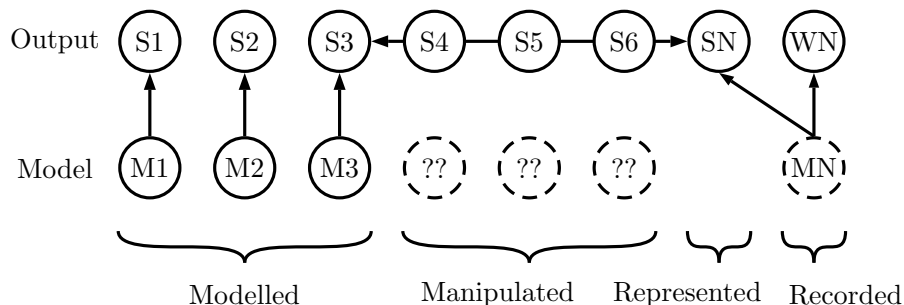 Output S1 S2 S3 S4 S5 S6 SN WN
Model M1 M2 M3 ?? ?? ?? MN
Modelled Manipulated Represented Recorded